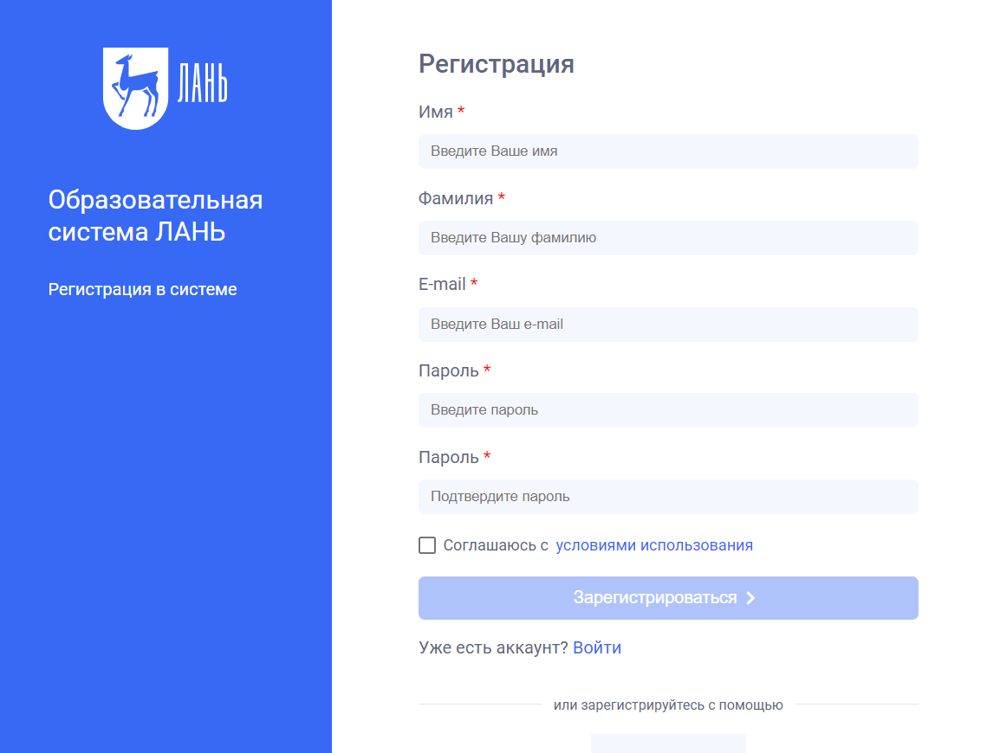 ЛАНЬ
Образовательная
система ЛАНЬ
Регистрация в системе
Регистрация
Имя *
Введите Ваше имя
Фамилия *
Введите Вашу фамилию
E-mail *
Введите Ваш e-mail
Пароль *
Введите пароль
Пароль *
Подтвердите пароль
Соглашаюсь с условиями использования
Зарегистрироваться
Уже есть аккаунт? Войти
или зарегистрируйтесь с помощью